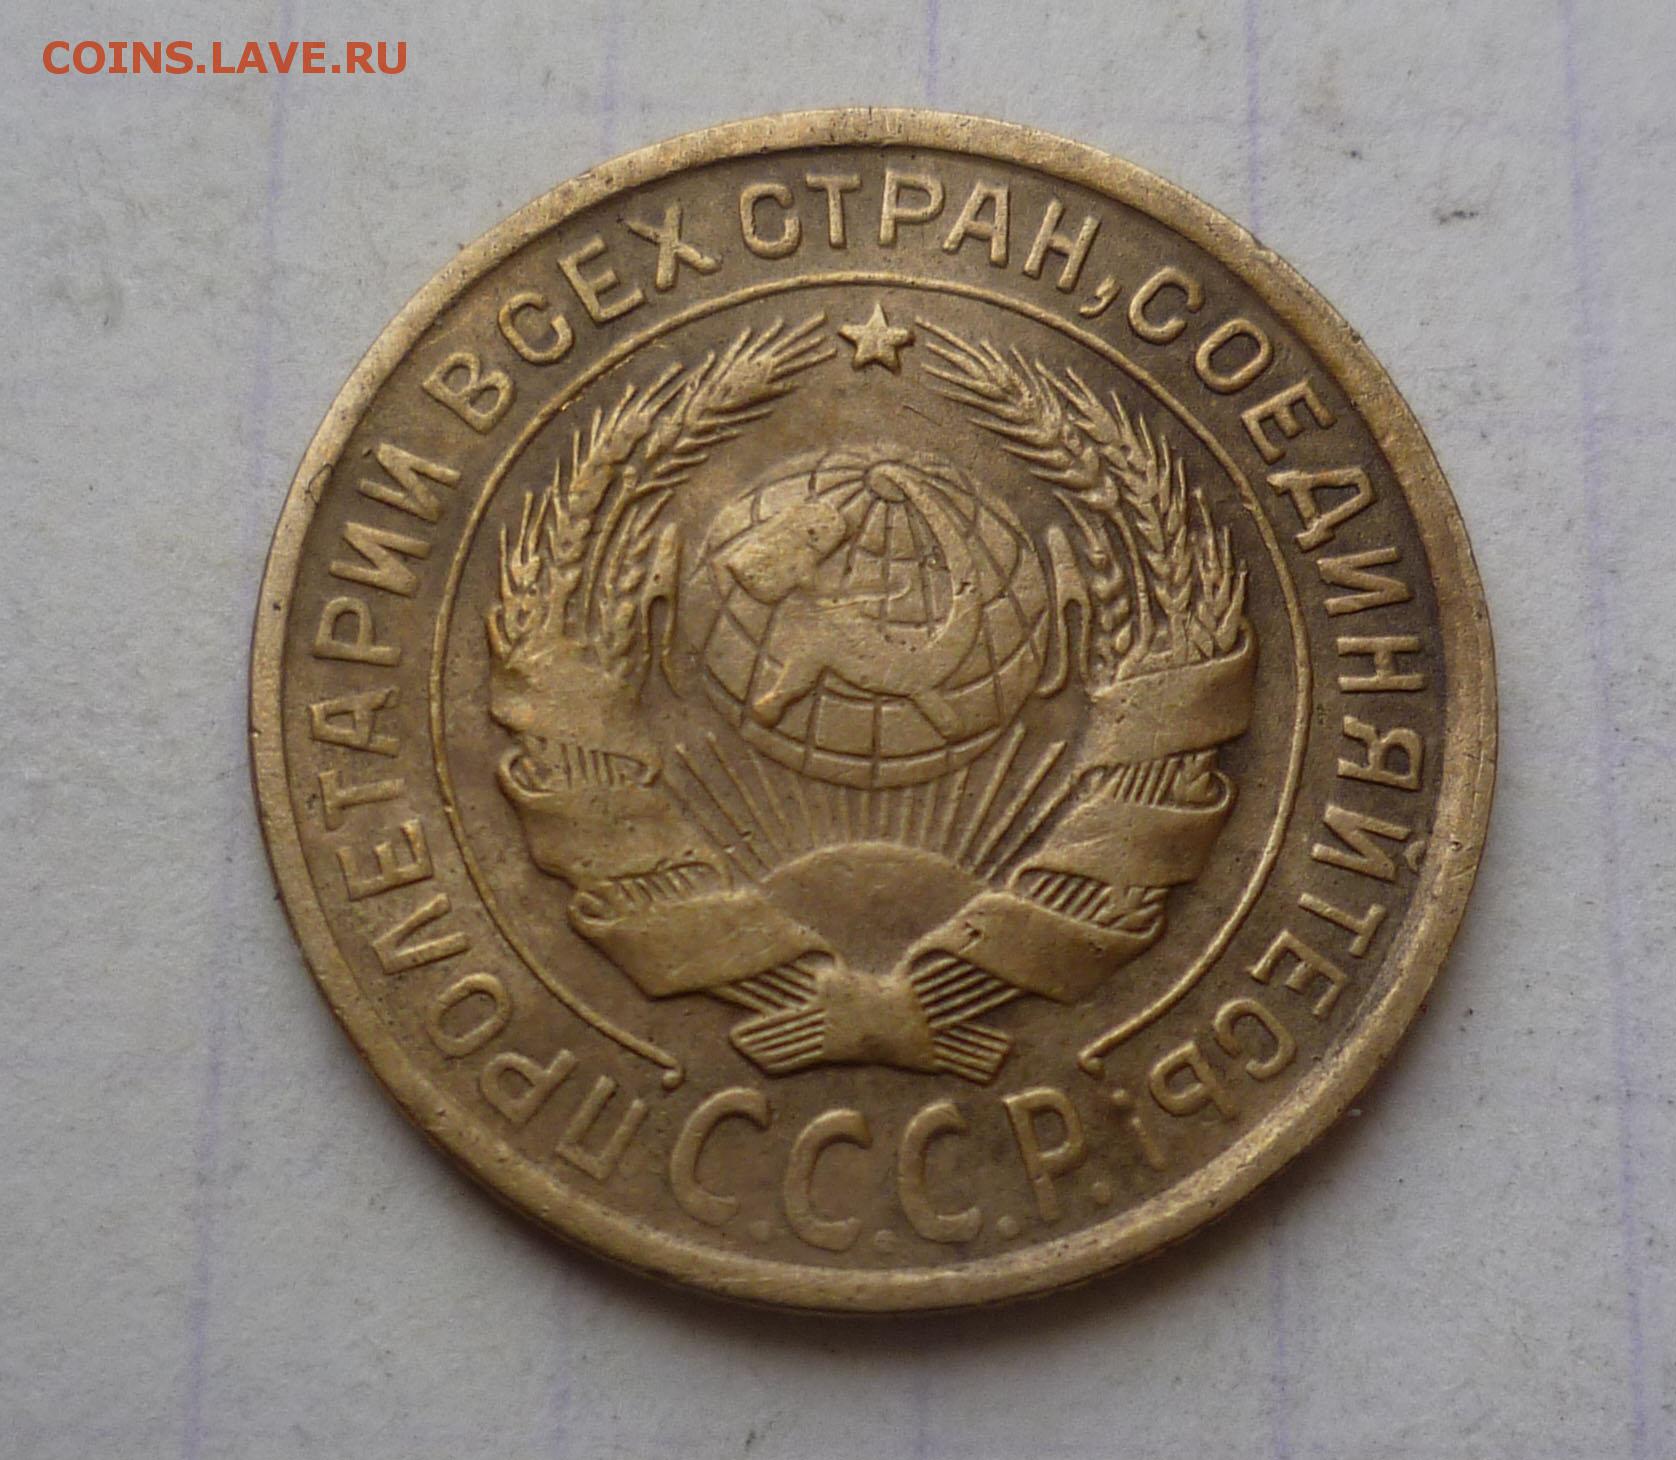 COINS.LAVE.RU
ПРОЛЕТАРИИ ВСЕХ СТРАН, СОЕДИНЯЙТЕСЬ!
С.С.С.Р.